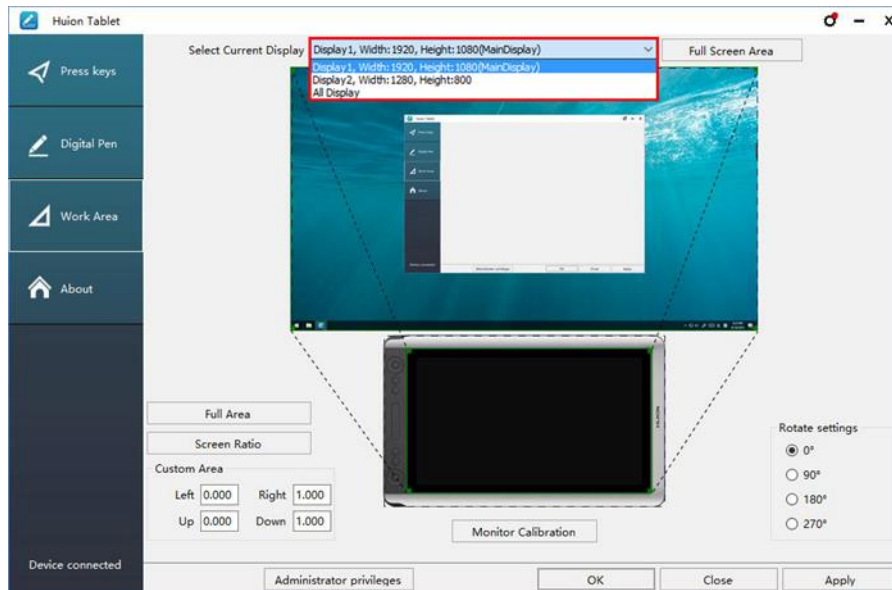 Huion Tablet
Press keys
Digital Pen
Work Area
About
Device connected
Select Current Display
Display1, Width:1920, Height:1080(MainDisplay)
Full Screen Area
Display1, Width:1920, Height:1080(MainDisplay)
Display2, Width:1280, Height:800
All Display
Full Area
Screen Ratio
Custom Area
Left 0.000 Right 1.000
Up 0.000 Down 1.000
Monitor Calibration
Rotate settings
0°
90°
180°
270°
Administrator privileges
OK
Close
Apply